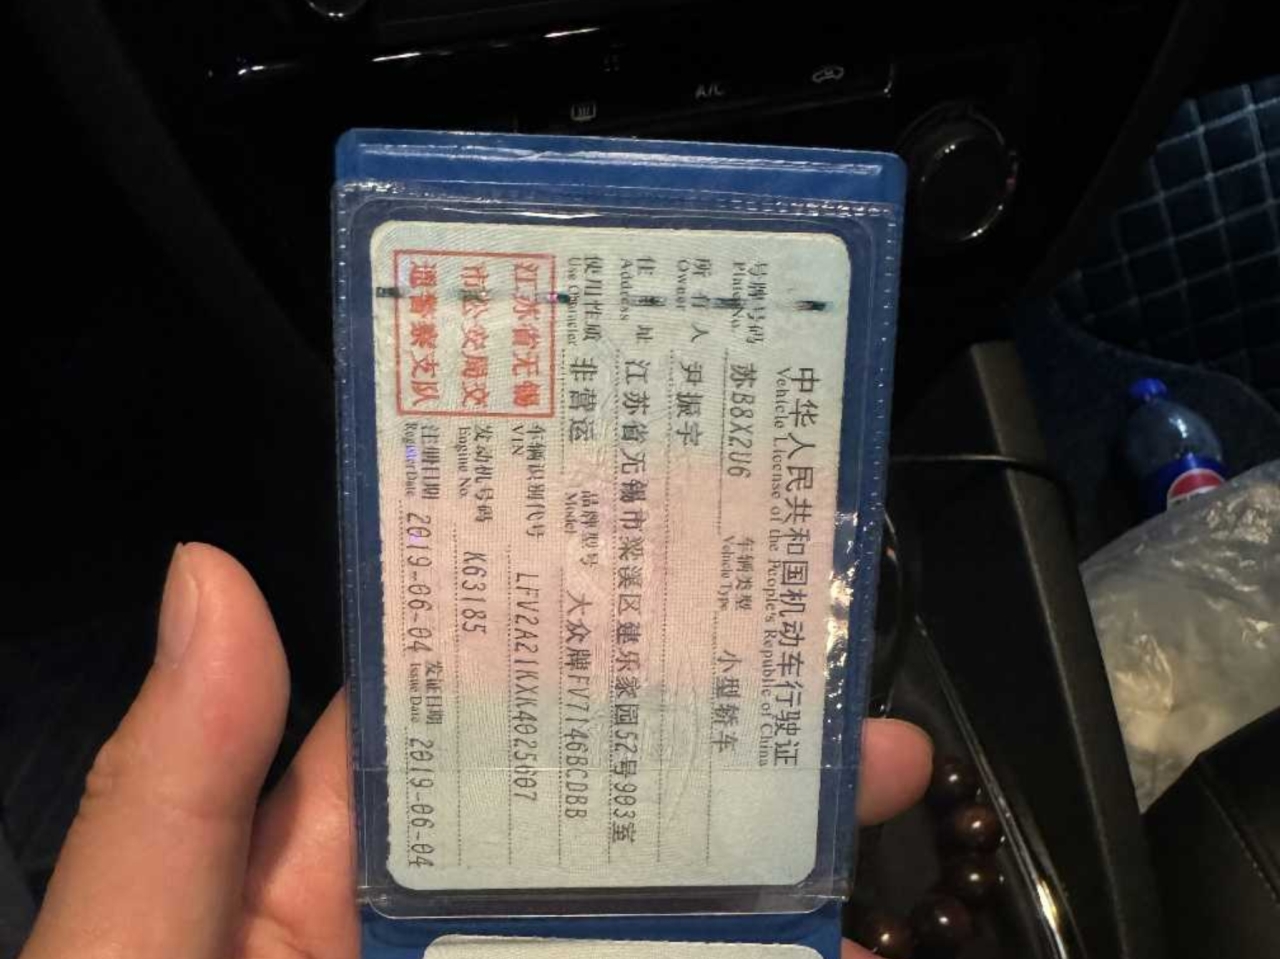 中华人民共和国机动车行驶证
Vehicle License of the People's Republic of China
号牌号码 苏B8X2U6 车辆类型 小型轿车
Plate No. Vehicle Type
所有人 尹振宇
Owner
住址 江苏省无锡市梁溪区建乐家园52号903室
Address
使用性质 非营运 品牌型号 大众牌FV7146BCDBB
Use Character Model
车辆识别代号 LFV2A21KXK4025607
VIN
发动机号码 K63185
Engine No.
注册日期 2019-06-04 发证日期 2019-06-04
Register Date Issue Date
江苏省无锡
市公安局交
通警察支队
A/C